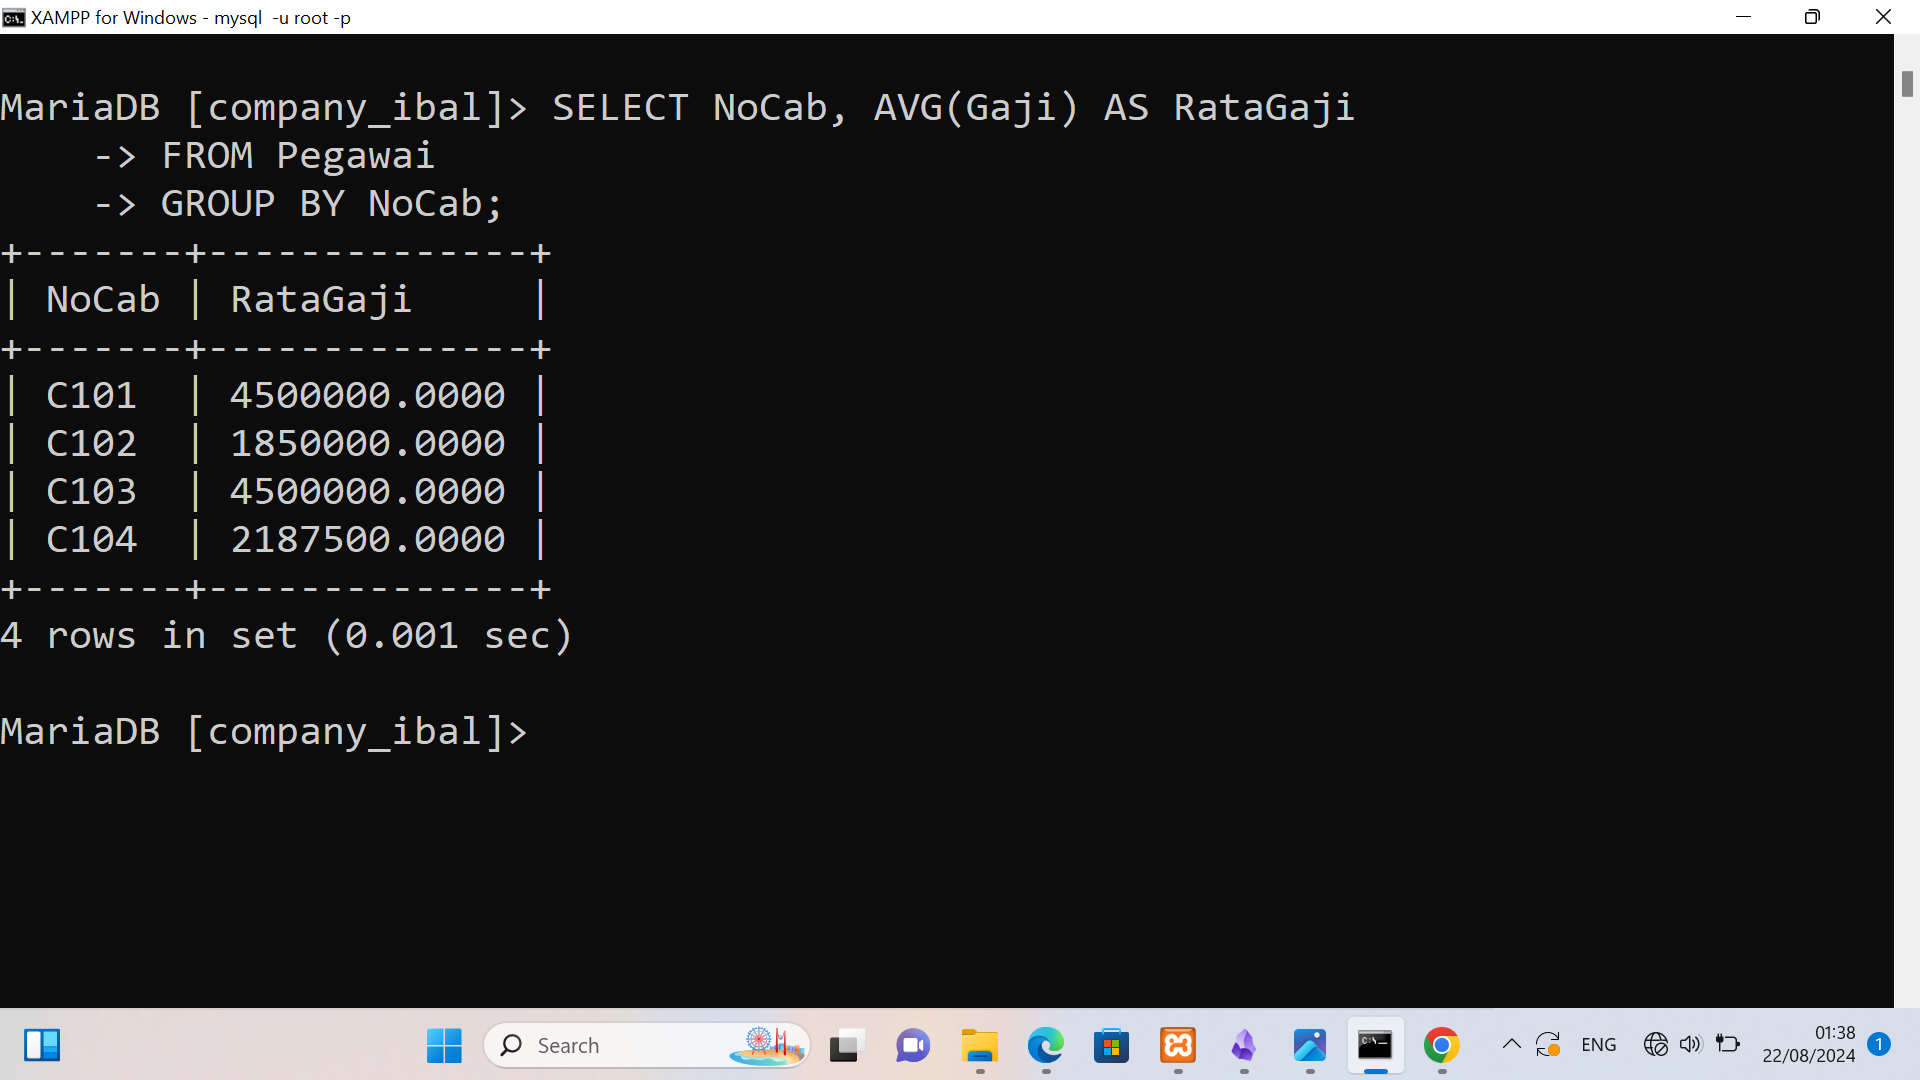 XAMPP for Windows - mysql  -u root -p
MariaDB [company_ibal]> SELECT NoCab, AVG(Gaji) AS RataGaji
    -> FROM Pegawai
    -> GROUP BY NoCab;
+-------+--------------+
| NoCab | RataGaji     |
+-------+--------------+
| C101  | 4500000.0000 |
| C102  | 1850000.0000 |
| C103  | 4500000.0000 |
| C104  | 2187500.0000 |
+-------+--------------+
4 rows in set (0.001 sec)
MariaDB [company_ibal]>
Search
ENG
01:38
22/08/2024
1